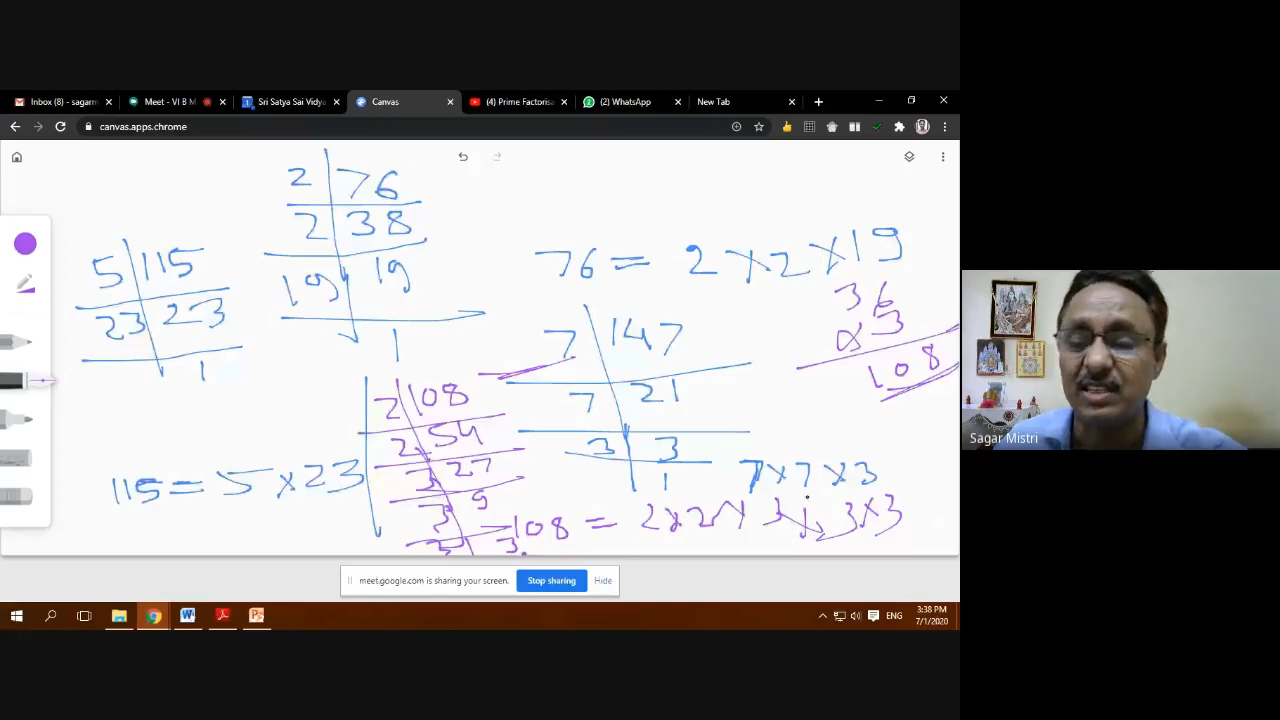 Inbox (8) - sagarm
Meet - VI B M
Sri Satya Sai Vidya
Canvas
(4) Prime Factorisa
(2) WhatsApp
New Tab
canvas.apps.chrome
2 76
2 38
19 19
1
5 115
23 23
1
76 = 2 × 2 × 19
36
×3
108
7 147
7 21
3 3
1
7 × 7 × 3
2 108
2 54
3 27
3 9
3 3
115 = 5 × 23
108 = 2 × 2 × 3 × 3 × 3
Sagar Mistri
meet.google.com is sharing your screen.
Stop sharing
Hide
ENG
3:38 PM
7/1/2020